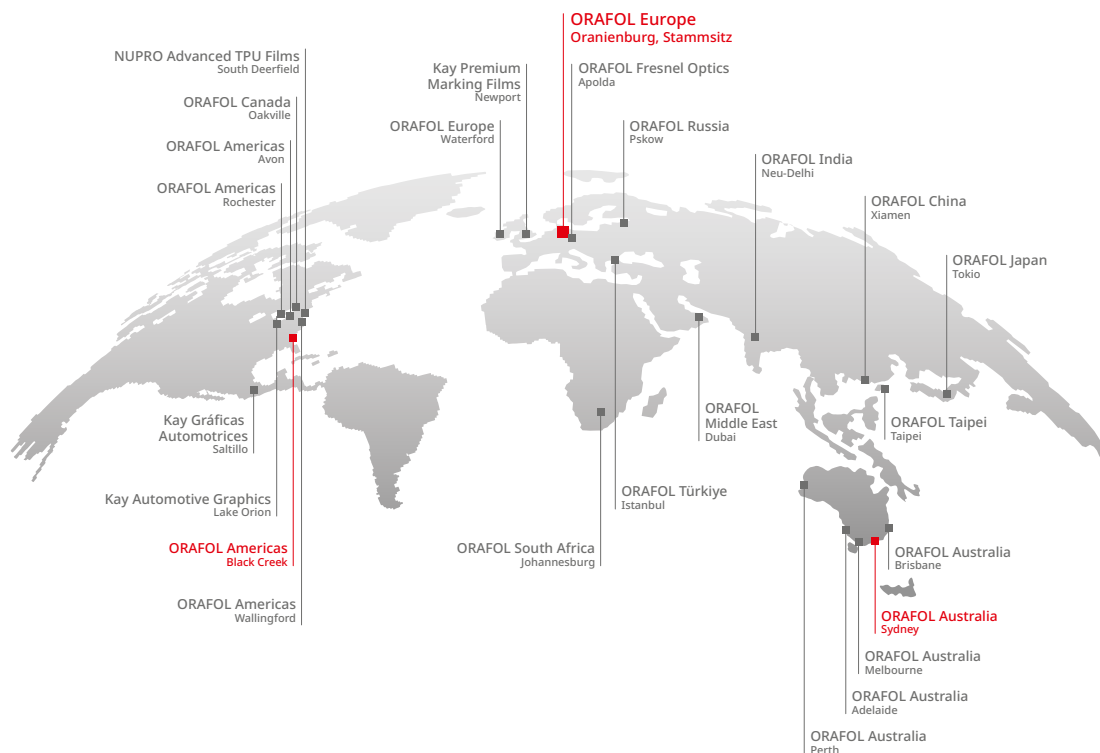 ORAFOL Europe
Oranienburg, Stammsitz
NUPRO Advanced TPU Films
South Deerfield
Kay Premium
Marking Films
Newport
ORAFOL Fresnel Optics
Apolda
ORAFOL Canada
Oakville
ORAFOL Europe
Waterford
ORAFOL Russia
Pskow
ORAFOL Americas
Avon
ORAFOL India
Neu-Delhi
ORAFOL Americas
Rochester
ORAFOL China
Xiamen
ORAFOL Japan
Tokio
Kay Gráficas
Automotrices
Saltillo
ORAFOL
Middle East
Dubai
ORAFOL Taipei
Taipei
Kay Automotive Graphics
Lake Orion
ORAFOL Türkiye
Istanbul
ORAFOL Americas
Black Creek
ORAFOL South Africa
Johannesburg
ORAFOL Australia
Brisbane
ORAFOL Americas
Wallingford
ORAFOL Australia
Sydney
ORAFOL Australia
Melbourne
ORAFOL Australia
Adelaide
ORAFOL Australia
Perth